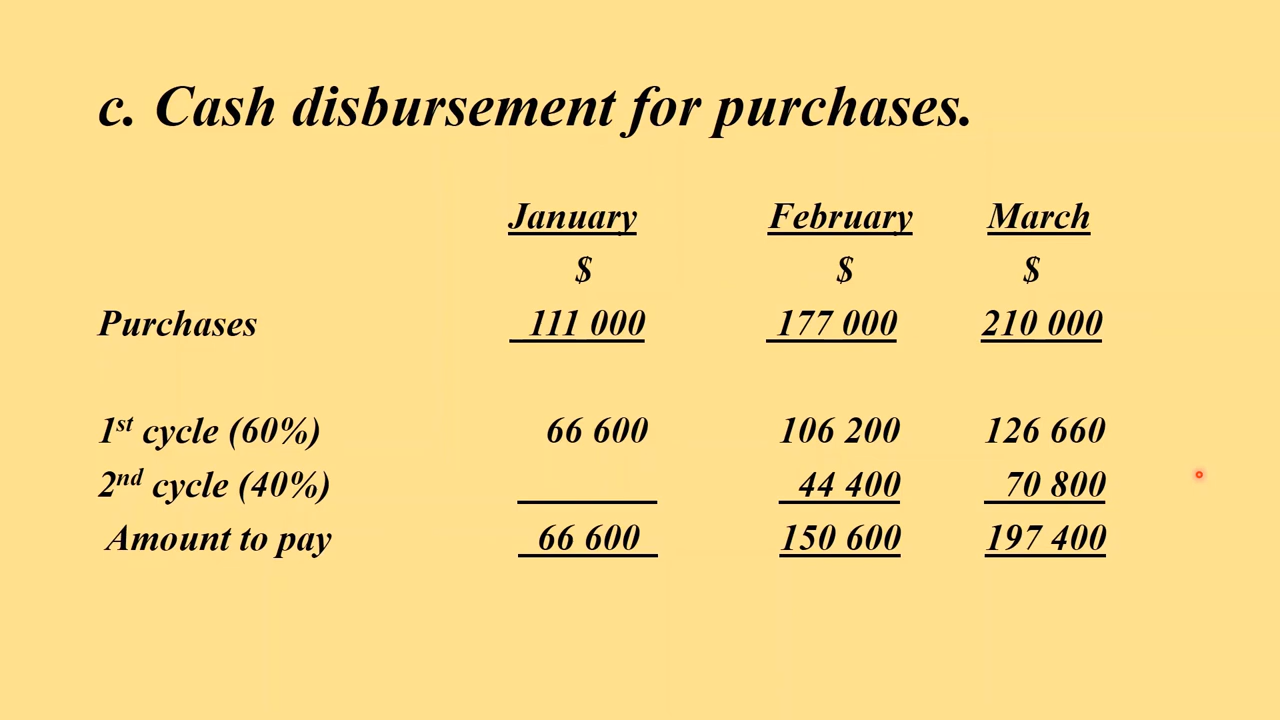 c. Cash disbursement for purchases.
January February March
$ $ $
Purchases 111 000 177 000 210 000
1st cycle (60%) 66 600 106 200 126 660
2nd cycle (40%) 44 400 70 800
Amount to pay 66 600 150 600 197 400